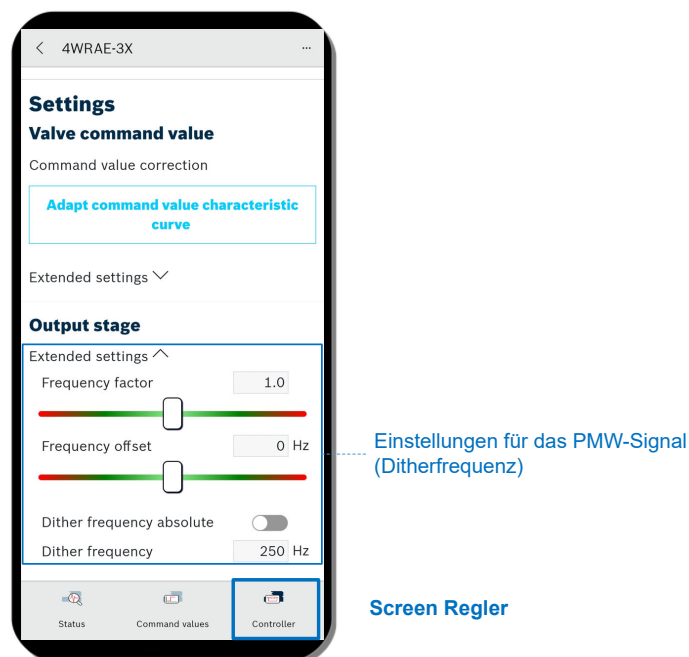 < 4WRAE-3X ...
Settings
Valve command value
Command value correction
Adapt command value characteristic
curve
Extended settings
Output stage
Extended settings
Frequency factor 1.0
Frequency offset 0 Hz
Einstellungen für das PMW-Signal
(Ditherfrequenz)
Dither frequency absolute
Dither frequency 250 Hz
Status Command values Controller
Screen Regler